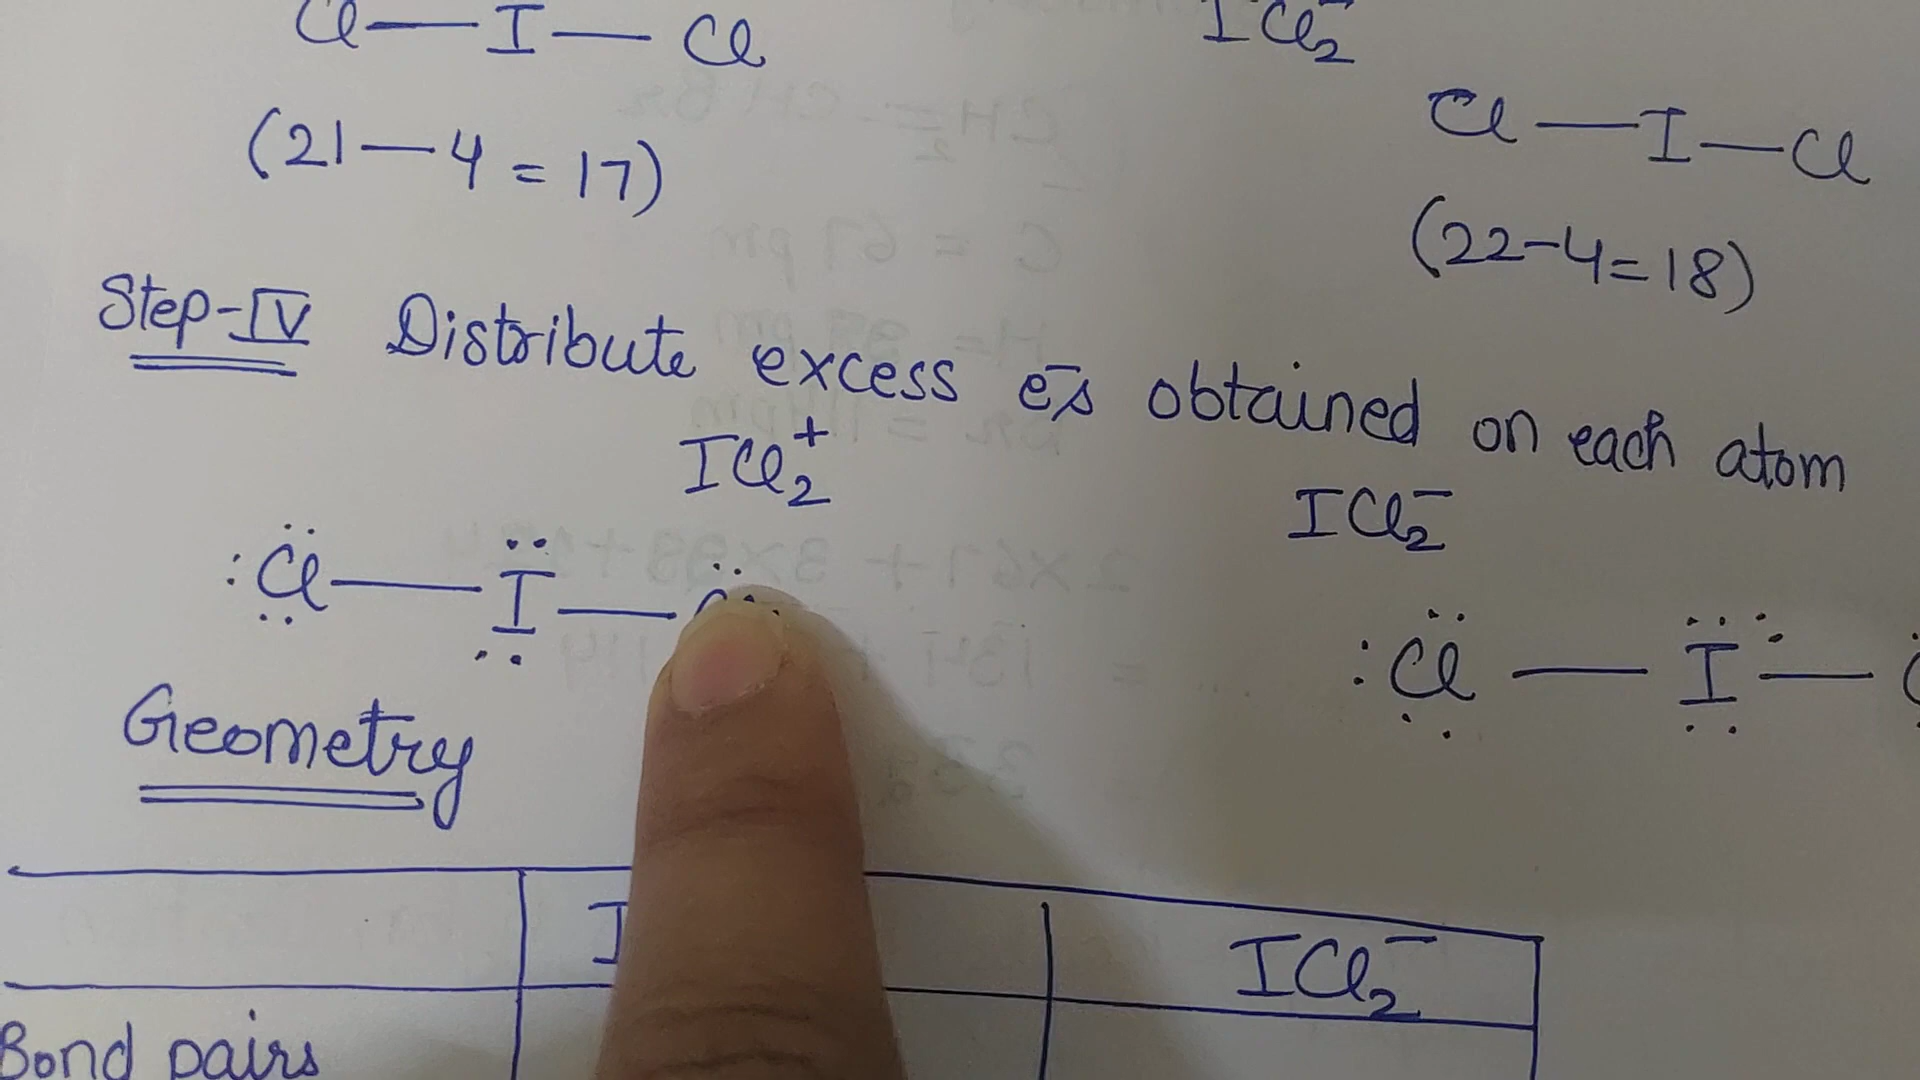 Cl — I — Cl
ICl₂⁻
Cl — I — Cl
(21 — 4 = 17)
(22-4=18)
Step-IV Distribute excess e⁻s obtained on each atom
ICl₂⁺
ICl₂⁻
:Cl — I —
:Cl — I —
Geometry
ICl₂⁻
Bond pairs